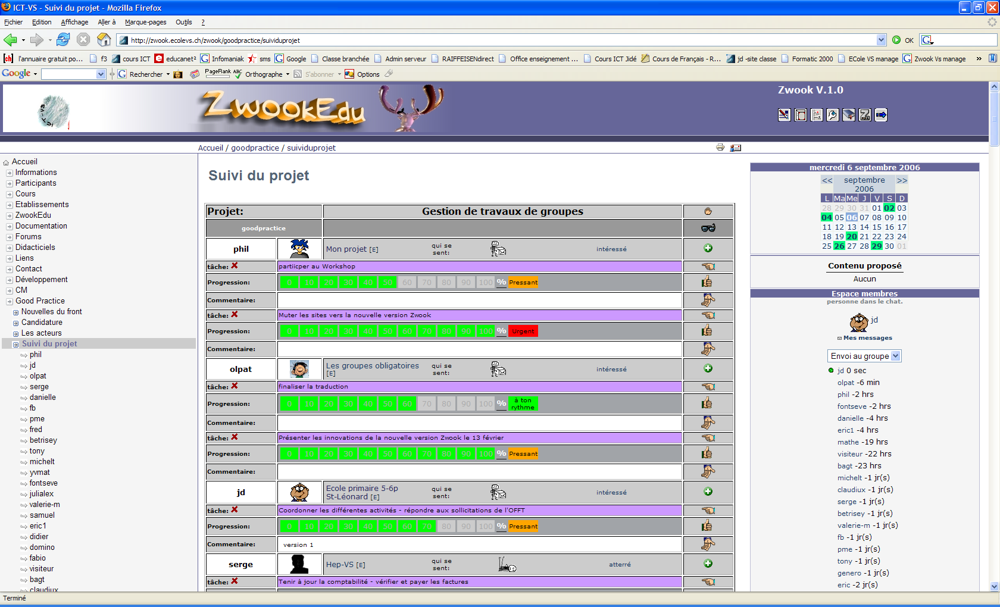 ICT-VS - Suivi du projet - Mozilla Firefox
Fichier Edition Affichage Aller à Marque-pages Outils ?
http://zwook.ecolevs.ch/zwook/goodpractice/suividuprojet OK
l'annuaire gratuit po... f3 cours ICT educanet² Infomaniak sms Google Classe branchée Admin serveur RAIFFEISENdirect Office enseignement ... Cours ICT Jidé Cours de Français - R... jd -site classe Formatic 2000 ECole VS manage Zwook Vs manage »
Google Rechercher PageRank ABC Orthographe S'abonner Options
ZwookEdu
Zwook V.1.0
Accueil / goodpractice / suividuprojet
Accueil
Informations
Participants
Cours
Etablissements
ZwookEdu
Documentation
Forums
Didacticiels
Liens
Contact
Développement
CM
Good Practice
Nouvelles du front
Candidature
Les acteurs
Suivi du projet
phil
jd
olpat
serge
danielle
fb
pme
fred
betrisey
tony
michelt
yvmat
fontseve
julialex
valerie-m
samuel
eric1
didier
domino
fabio
visiteur
bagt
claudiux
Suivi du projet
Projet: Gestion de travaux de groupes
goodpractice
phil Mon projet [E] qui se sent: intéressé
tâche: partiicper au Workshop
Progression: 0 10 20 30 40 50 60 70 80 90 100 % Pressant
Commentaire:
tâche: Muter les sites vers la nouvelle version Zwook
Progression: 0 10 20 30 40 50 60 70 80 90 100 % Urgent
Commentaire:
olpat Les groupes obligatoires [E] qui se sent: intéressé
tâche: finaliser la traduction
Progression: 0 10 20 30 40 50 60 70 80 90 100 % à ton rythme
Commentaire:
tâche: Présenter les innovations de la nouvelle version Zwook le 13 février
Progression: 0 10 20 30 40 50 60 70 80 90 100 % Pressant
Commentaire:
jd Ecole primaire 5-6p St-Léonard [E] qui se sent: intéressé
tâche: Coordonner les différentes activités - répondre aux sollicitations de l'OFFT
Progression: 0 10 20 30 40 50 60 70 80 90 100 % Pressant
Commentaire: version 1
serge Hep-VS [E] qui se sent: atterré
tâche: Tenir à jour la comptabilité - vérifier et payer les factures
mercredi 6 septembre 2006
<< septembre 2006 >>
L Ma Me J V S D
28 29 30 31 01 02 03
04 05 06 07 08 09 10
11 12 13 14 15 16 17
18 19 20 21 22 23 24
25 26 27 28 29 30 01
Contenu proposé
Aucun
Espace membres
personne dans le chat.
jd
Mes messages
Envoi au groupe
jd 0 sec
olpat -6 min
phil -2 hrs
fontseve -2 hrs
danielle -4 hrs
eric1 -4 hrs
mathe -19 hrs
visiteur -22 hrs
bagt -23 hrs
michelt -1 jr(s)
claudiux -1 jr(s)
serge -1 jr(s)
betrisey -1 jr(s)
valerie-m -1 jr(s)
fb -1 jr(s)
pme -1 jr(s)
tony -1 jr(s)
genero -1 jr(s)
eric -2 jr(s)
Terminé